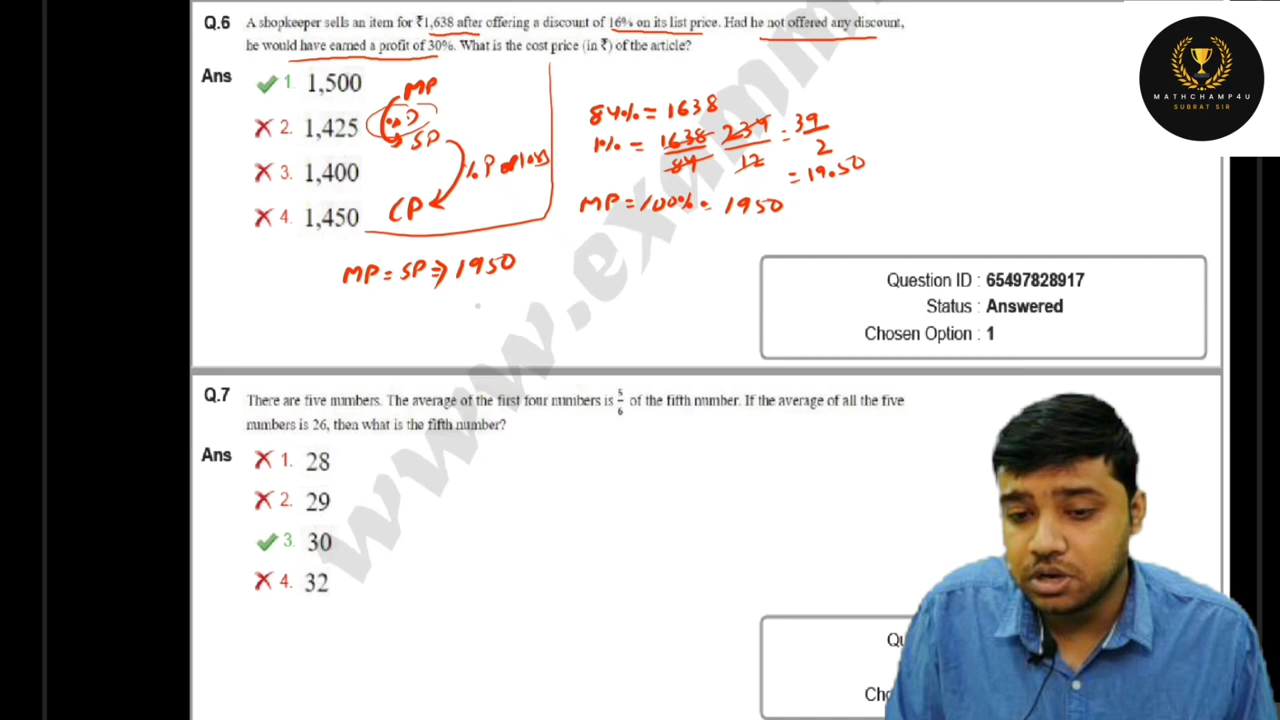 Q.6 A shopkeeper sells an item for ₹1,638 after offering a discount of 16% on its list price. Had he not offered any discount,
he would have earned a profit of 30%. What is the cost price (in ₹) of the article?
Ans
1. 1,500
2. 1,425
3. 1,400
4. 1,450
MP
D
SP
% P or loss
CP
84% = 1638
1% = 1638/84 234/12 = 39/2
= 19.50
MP = 100% = 1950
MP = SP ⇒ 1950
MATHCHAMP4U
SUBRAT SIR
Question ID : 65497828917
Status : Answered
Chosen Option : 1
Q.7 There are five numbers. The average of the first four numbers is 5/6 of the fifth number. If the average of all the five
numbers is 26, then what is the fifth number?
Ans
1. 28
2. 29
3. 30
4. 32
Qu
Cho
www.examm